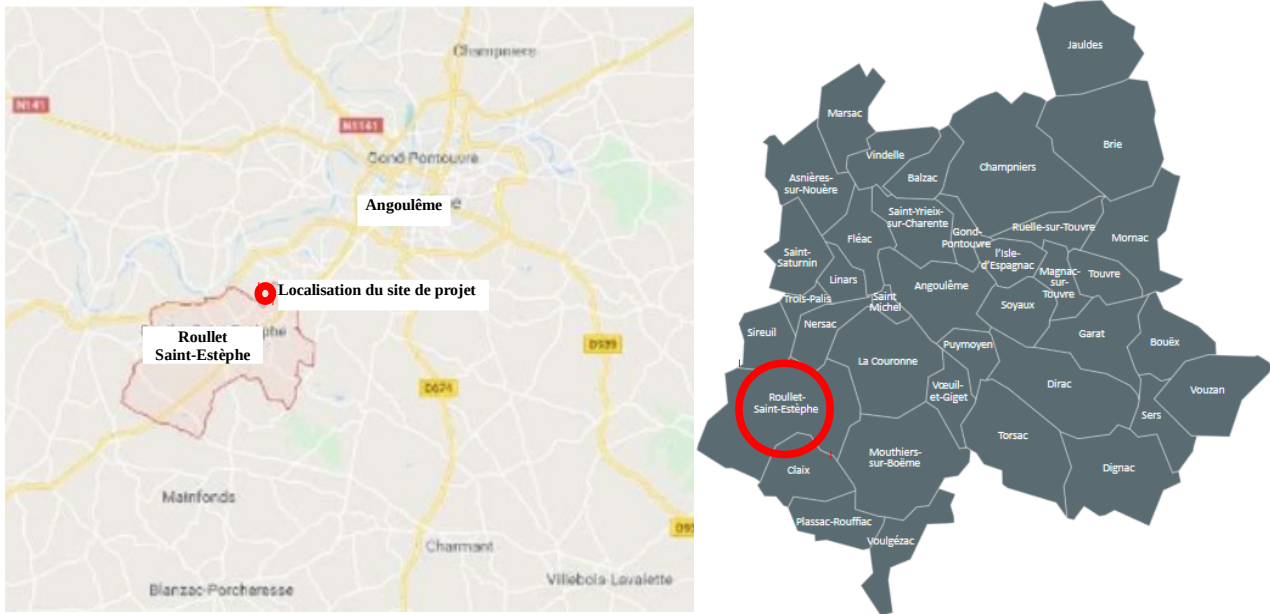 Champniers
N141
N1141
Gond-Pontouvre
Angoulême
Localisation du site de projet
Roullet
Saint-Estèphe
D939
D674
Mainfonds
Charmant
Blanzac-Porcheresse
Villebois Lavalette
Jauldes
Marsac
Brie
Vindelle
Champniers
Balzac
Asnières-
sur-Nouère
Saint-Yrieix-
sur-Charente
Ruelle-sur-Touvre
Gond-
Pontouvre
Fléac
Mornac
Saint-
Saturnin
l'Isle-
d'Espagnac
Linars
Angoulême
Magnac-
sur-
Touvre
Touvre
Trois-Palis
Saint
Michel
Soyaux
Nersac
Sireuil
Garat
Puymoyen
Bouëx
La Couronne
Dirac
Vœuil-
et-Giget
Vouzan
Roullet-
Saint-Estèphe
Sers
Torsac
Mouthiers-
sur-Boëme
Claix
Dignac
Plassac-Rouffiac
Voulgézac